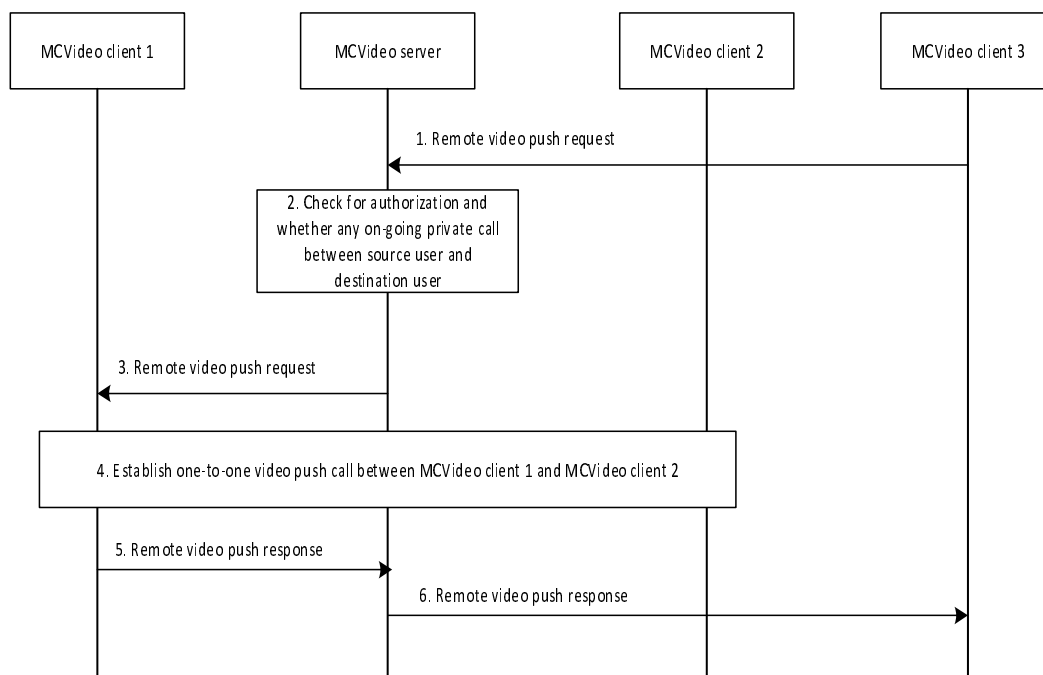 MCVideo client 1
MCVideo server
MCVideo client 2
MCVideo client 3
1. Remote video push request
2. Check for authorization and
whether any on-going private call
between source user and
destination user
3. Remote video push request
4. Establish one-to-one video push call between MCVideo client 1 and MCVideo client 2
5. Remote video push response
6. Remote video push response